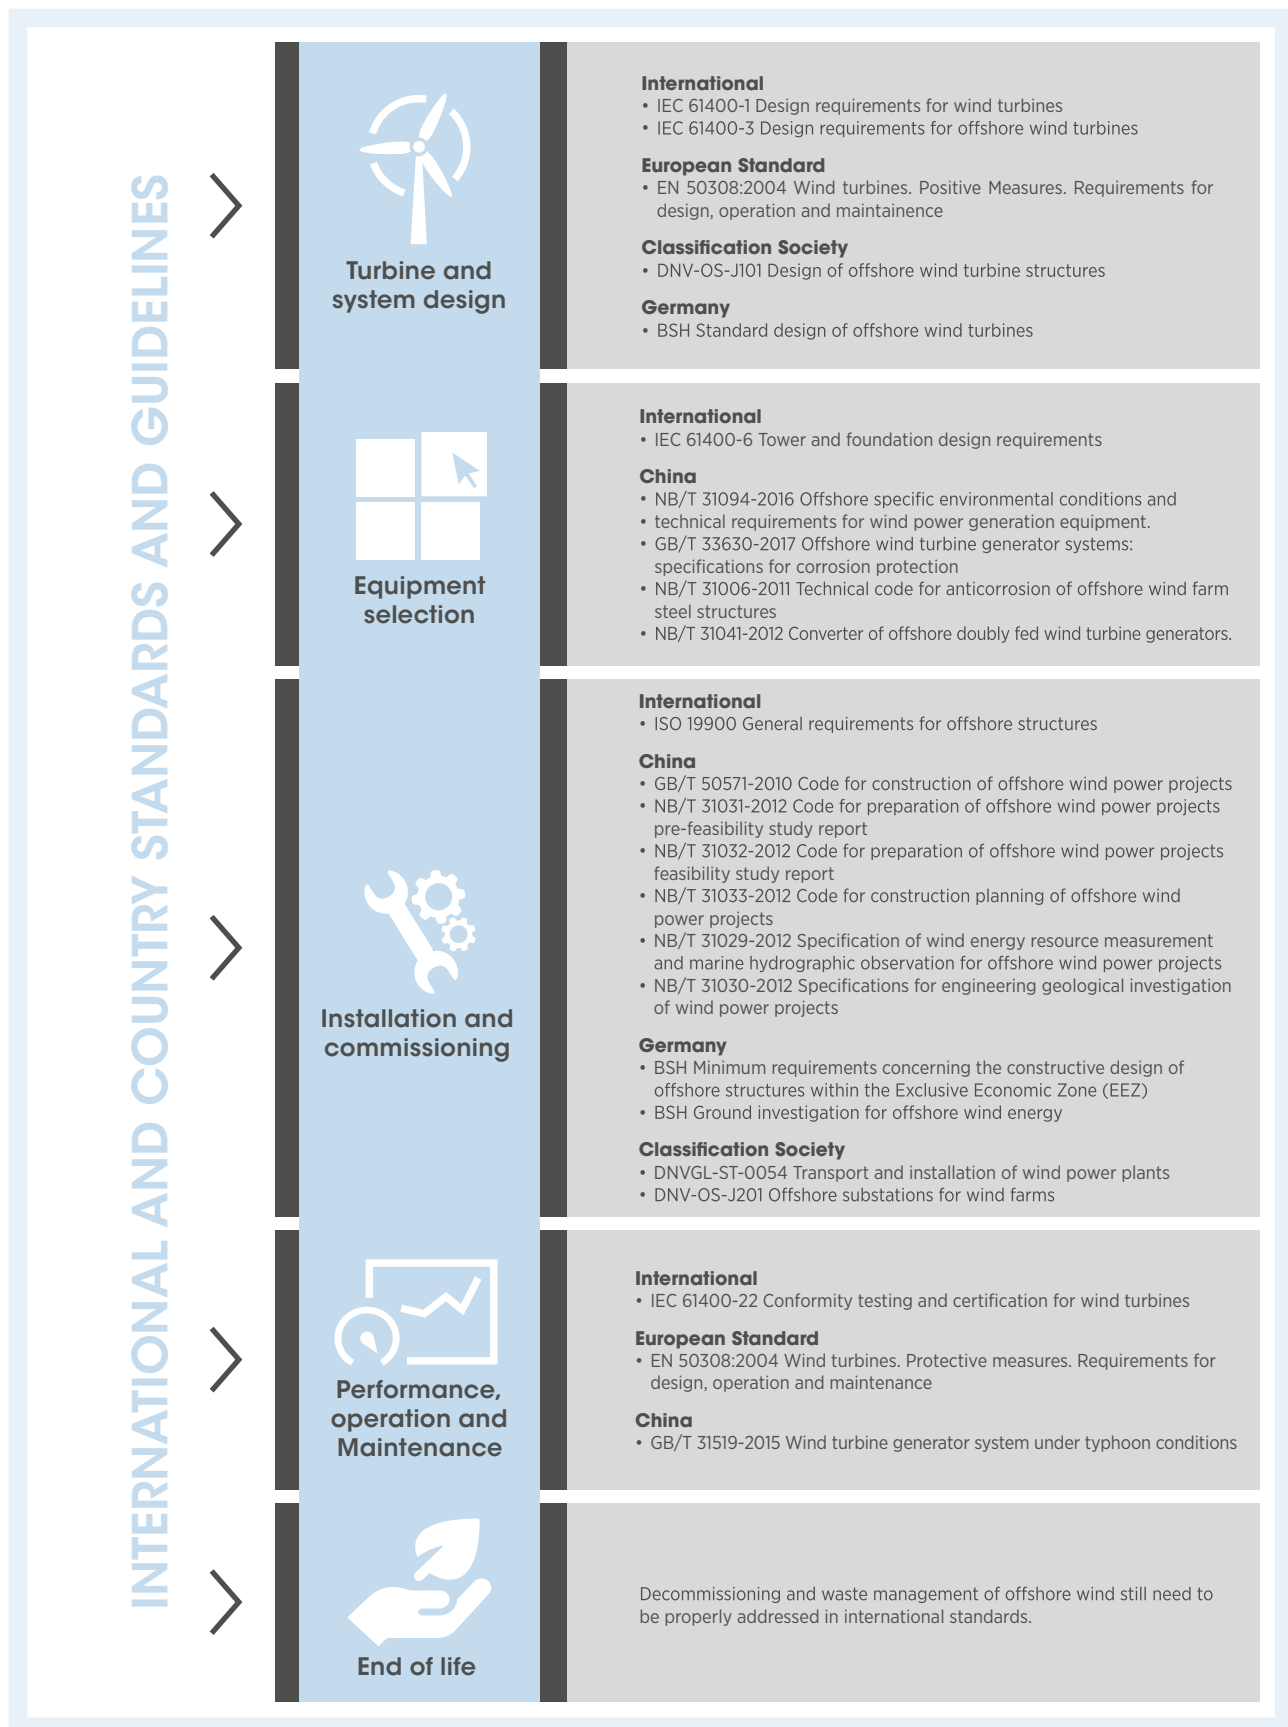 INTERNATIONAL AND COUNTRY STANDARDS AND GUIDELINES
Turbine and
system design
International
• IEC 61400-1 Design requirements for wind turbines
• IEC 61400-3 Design requirements for offshore wind turbines
European Standard
• EN 50308:2004 Wind turbines. Positive Measures. Requirements for
design, operation and maintainence
Classification Society
• DNV-OS-J101 Design of offshore wind turbine structures
Germany
• BSH Standard design of offshore wind turbines
Equipment
selection
International
• IEC 61400-6 Tower and foundation design requirements
China
• NB/T 31094-2016 Offshore specific environmental conditions and
• technical requirements for wind power generation equipment.
• GB/T 33630-2017 Offshore wind turbine generator systems:
specifications for corrosion protection
• NB/T 31006-2011 Technical code for anticorrosion of offshore wind farm
steel structures
• NB/T 31041-2012 Converter of offshore doubly fed wind turbine generators.
Installation and
commissioning
International
• ISO 19900 General requirements for offshore structures
China
• GB/T 50571-2010 Code for construction of offshore wind power projects
• NB/T 31031-2012 Code for preparation of offshore wind power projects
pre-feasibility study report
• NB/T 31032-2012 Code for preparation of offshore wind power projects
feasibility study report
• NB/T 31033-2012 Code for construction planning of offshore wind
power projects
• NB/T 31029-2012 Specification of wind energy resource measurement
and marine hydrographic observation for offshore wind power projects
• NB/T 31030-2012 Specifications for engineering geological investigation
of wind power projects
Germany
• BSH Minimum requirements concerning the constructive design of
offshore structures within the Exclusive Economic Zone (EEZ)
• BSH Ground investigation for offshore wind energy
Classification Society
• DNVGL-ST-0054 Transport and installation of wind power plants
• DNV-OS-J201 Offshore substations for wind farms
Performance,
operation and
Maintenance
International
• IEC 61400-22 Conformity testing and certification for wind turbines
European Standard
• EN 50308:2004 Wind turbines. Protective measures. Requirements for
design, operation and maintenance
China
• GB/T 31519-2015 Wind turbine generator system under typhoon conditions
End of life
Decommissioning and waste management of offshore wind still need to
be properly addressed in international standards.